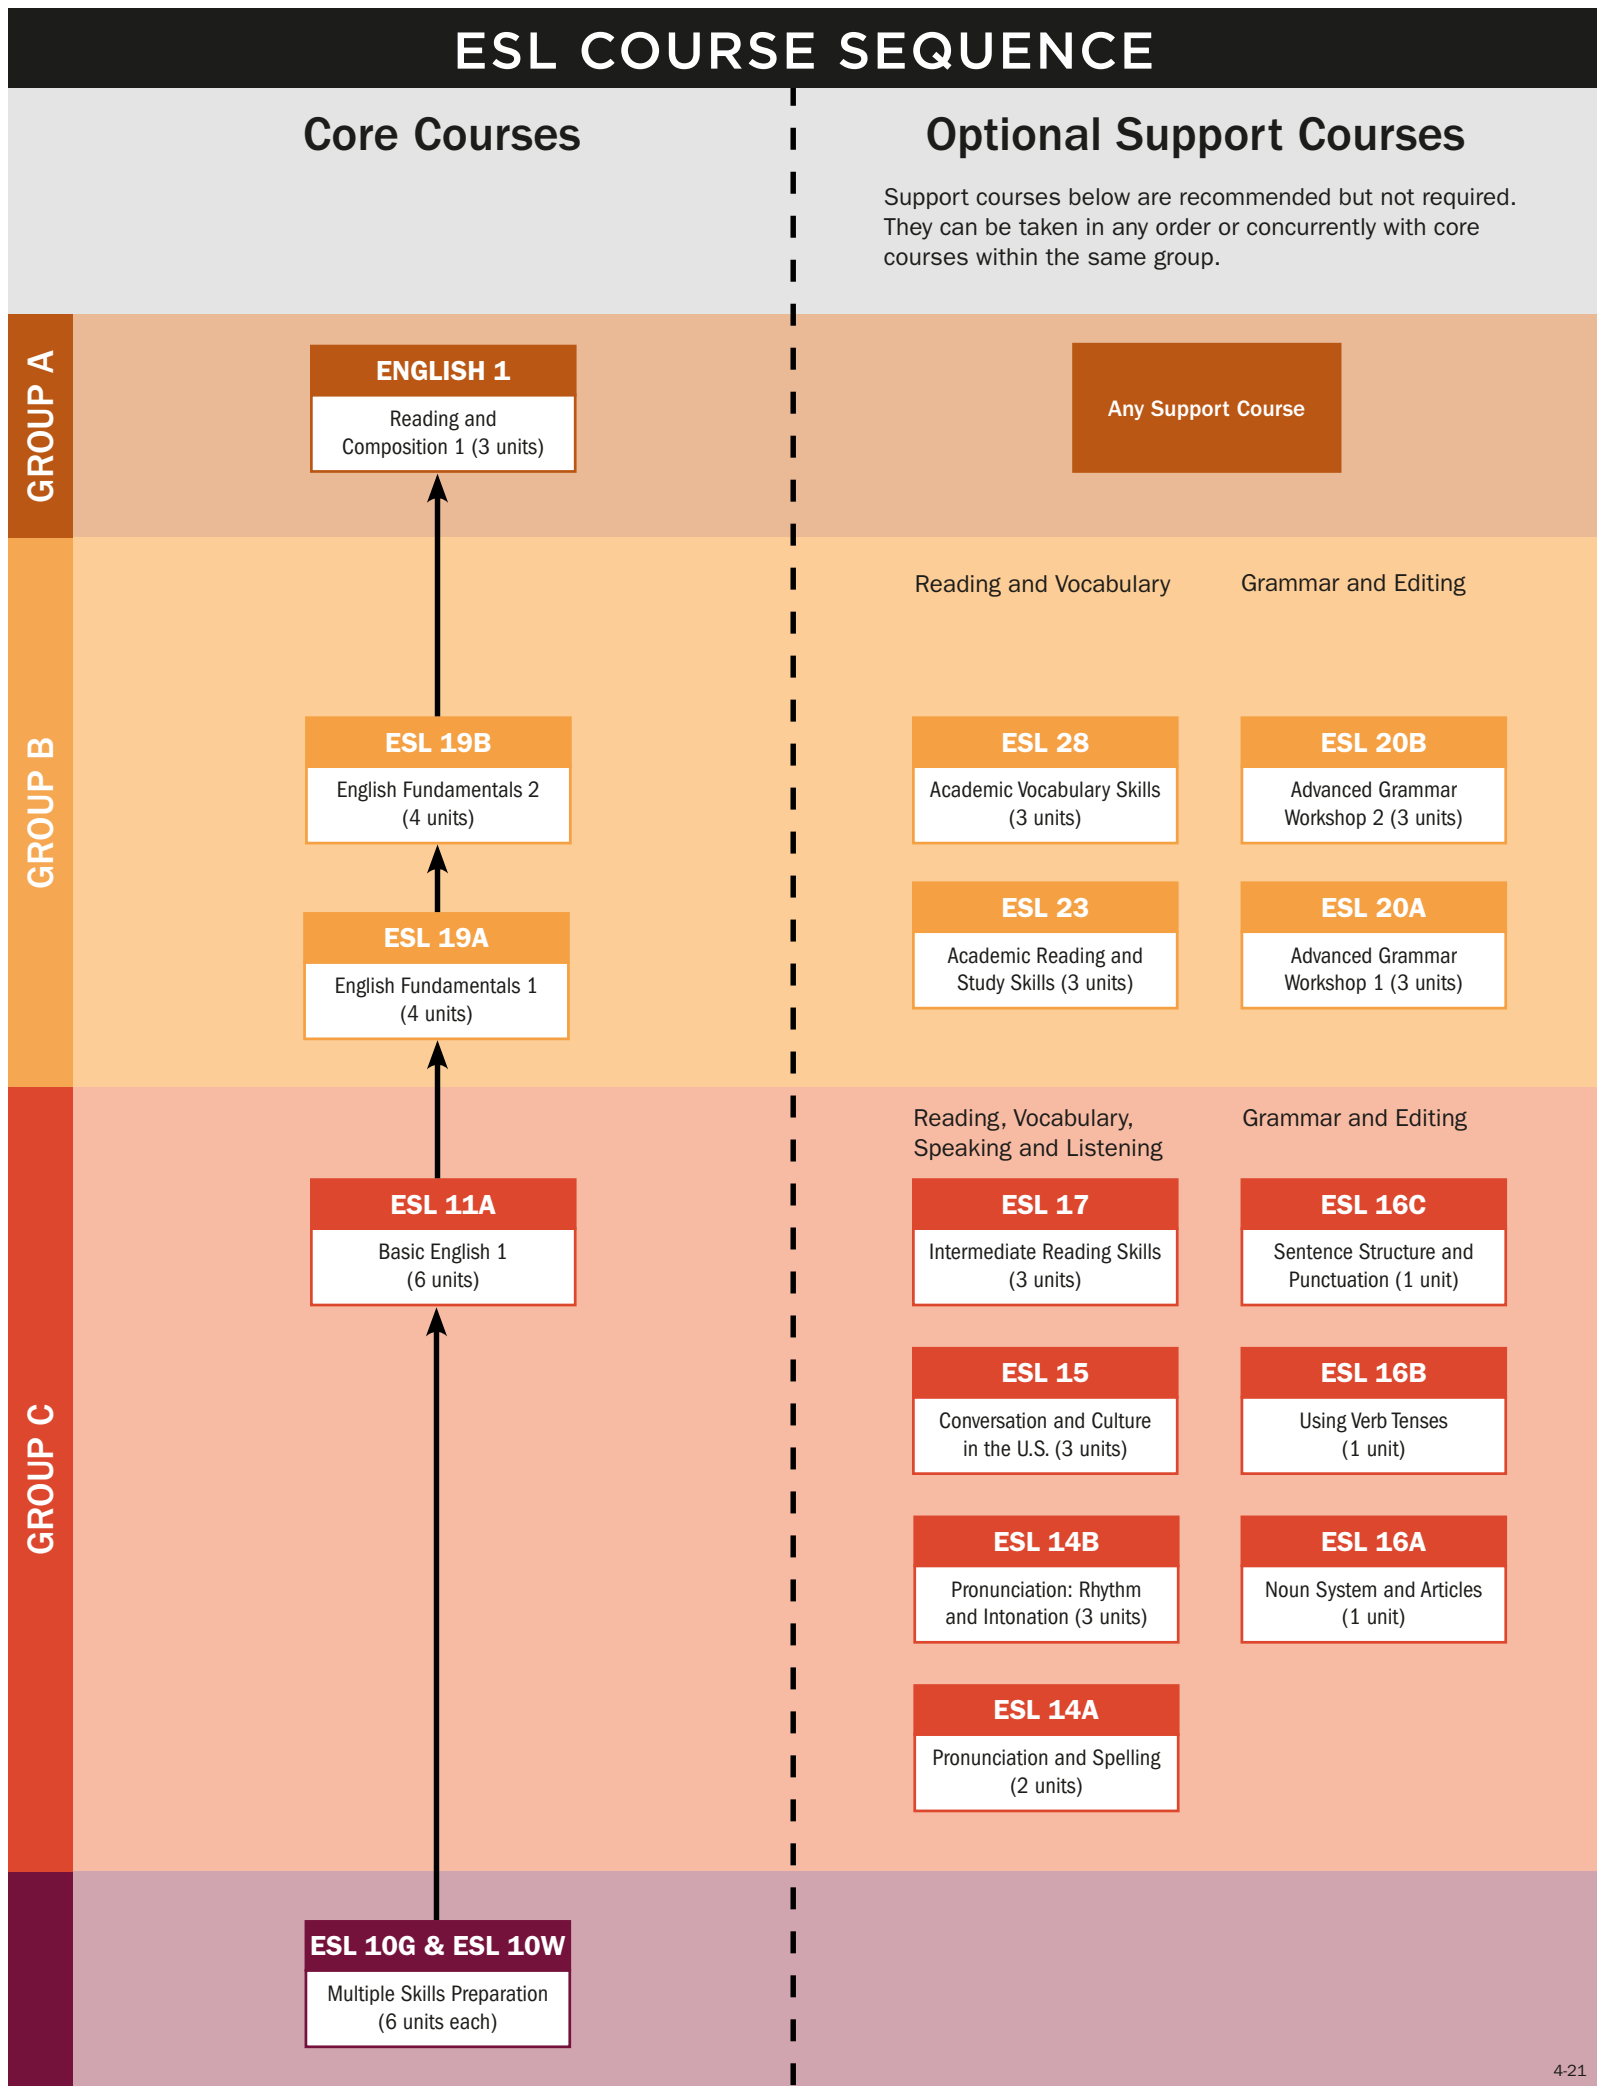 ESL COURSE SEQUENCE
Core Courses
Optional Support Courses
Support courses below are recommended but not required.
They can be taken in any order or concurrently with core
courses within the same group.
GROUP A
ENGLISH 1
Reading and
Composition 1 (3 units)
Any Support Course
GROUP B
Reading and Vocabulary
Grammar and Editing
ESL 19B
English Fundamentals 2
(4 units)
ESL 28
Academic Vocabulary Skills
(3 units)
ESL 20B
Advanced Grammar
Workshop 2 (3 units)
ESL 19A
English Fundamentals 1
(4 units)
ESL 23
Academic Reading and
Study Skills (3 units)
ESL 20A
Advanced Grammar
Workshop 1 (3 units)
GROUP C
Reading, Vocabulary,
Speaking and Listening
Grammar and Editing
ESL 11A
Basic English 1
(6 units)
ESL 17
Intermediate Reading Skills
(3 units)
ESL 16C
Sentence Structure and
Punctuation (1 unit)
ESL 15
Conversation and Culture
in the U.S. (3 units)
ESL 16B
Using Verb Tenses
(1 unit)
ESL 14B
Pronunciation: Rhythm
and Intonation (3 units)
ESL 16A
Noun System and Articles
(1 unit)
ESL 14A
Pronunciation and Spelling
(2 units)
ESL 10G & ESL 10W
Multiple Skills Preparation
(6 units each)
4-21